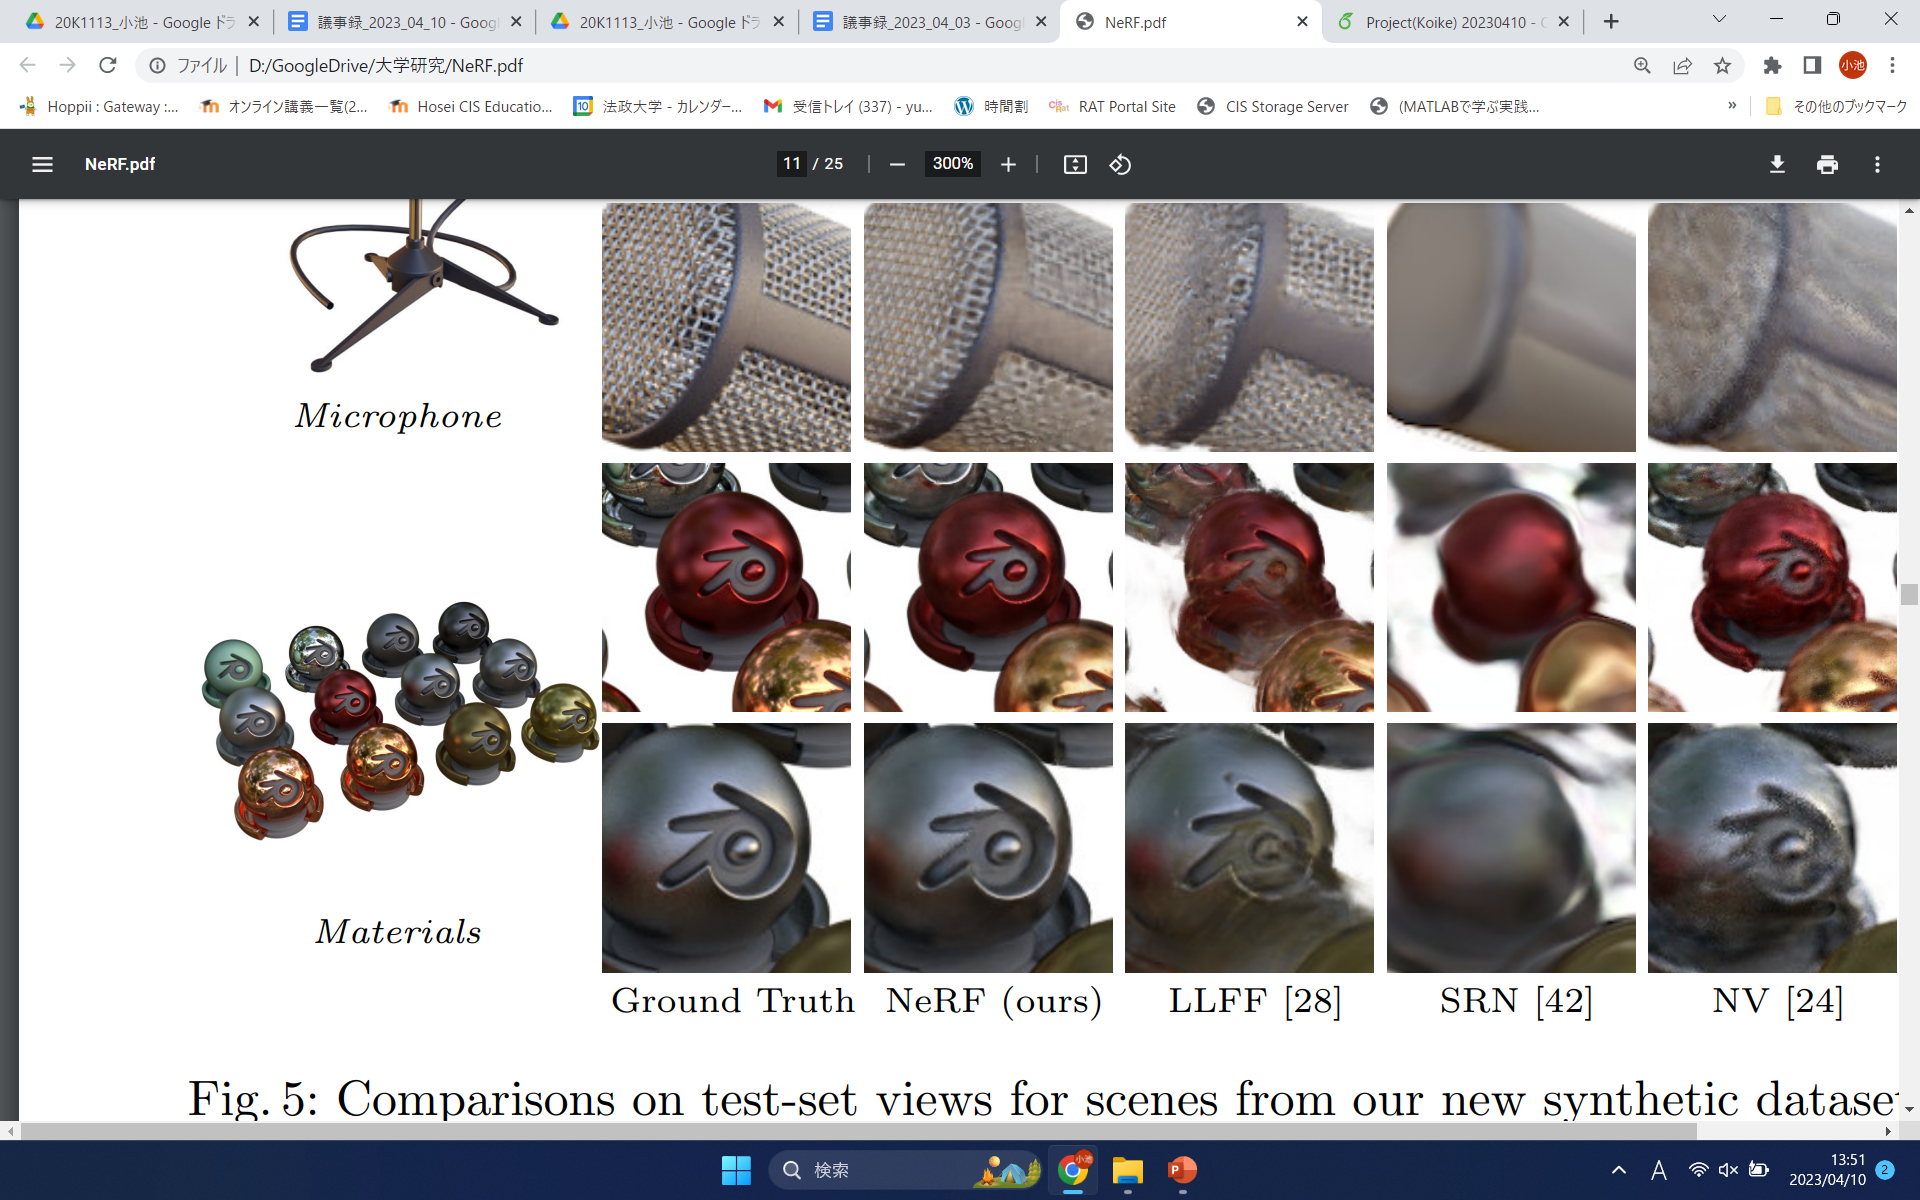 20K1113_小池 - Google ドラ
議事録_2023_04_10 - Goog
20K1113_小池 - Google ドラ
議事録_2023_04_03 - Goog
NeRF.pdf
Project(Koike) 20230410 -
ファイル | D:/GoogleDrive/大学研究/NeRF.pdf
小池
Hoppii : Gateway :...
オンライン講義一覧(2...
Hosei CIS Educatio...
10
法政大学 - カレンダー...
受信トレイ (337) - yu...
時間割
RAT Portal Site
CIS Storage Server
(MATLABで学ぶ実践...
»
その他のブックマーク
NeRF.pdf
11 / 25
300%
Microphone
Materials
Ground Truth
NeRF (ours)
LLFF [28]
SRN [42]
NV [24]
Fig. 5: Comparisons on test-set views for scenes from our new synthetic datase
検索
小池
A
13:51
2023/04/10
2